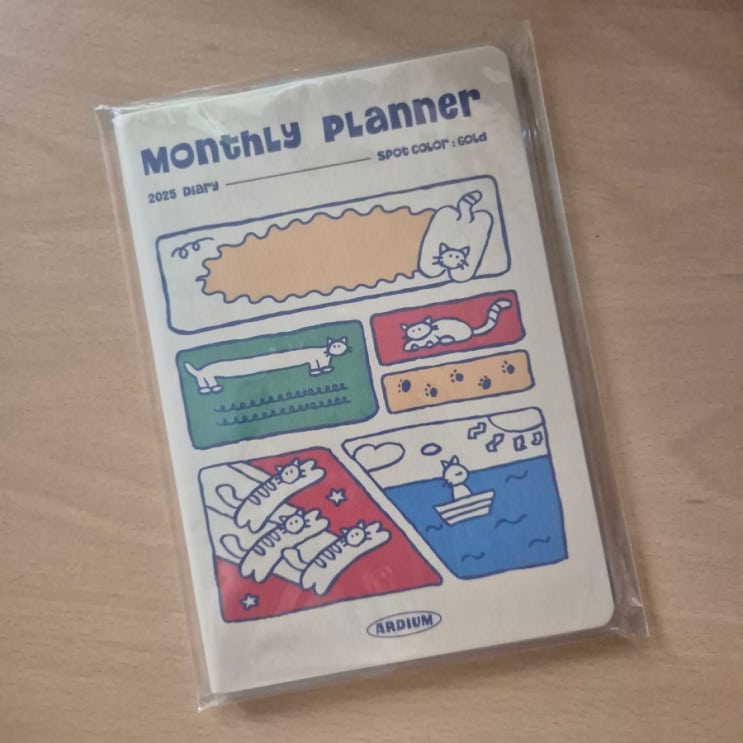 Monthly Planner
2025 Diary
Spot Color : Gold
ARDIUM